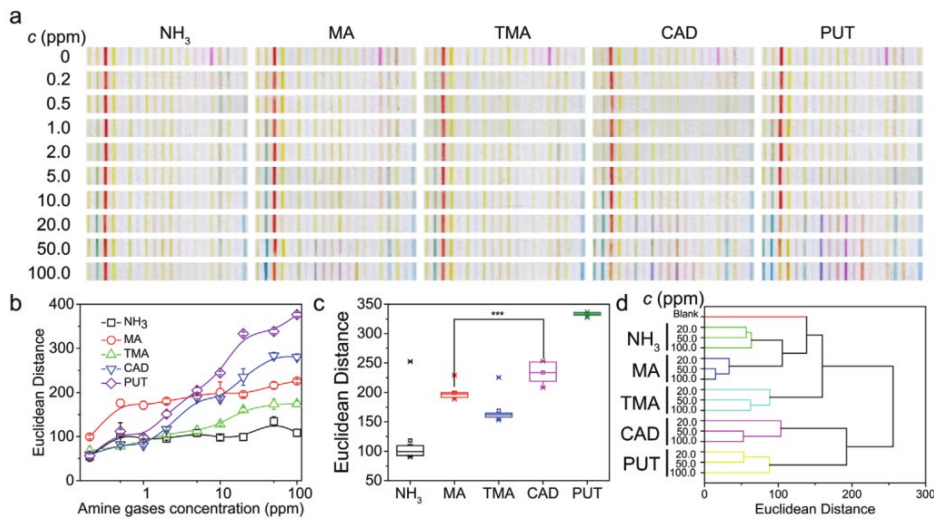 a
c (ppm) NH₃ MA TMA CAD PUT
0
0.2
0.5
1.0
2.0
5.0
10.0
20.0
50.0
100.0
b
Euclidean Distance
400
300
200
100
0
NH₃
MA
TMA
CAD
PUT
1 10 100
Amine gases concentration (ppm)
c
Euclidean Distance
350
300
250
200
150
100
50
***
NH₃ MA TMA CAD PUT
d
c (ppm)
Blank
NH₃ 20.0 50.0 100.0
MA 20.0 50.0 100.0
TMA 20.0 50.0 100.0
CAD 20.0 50.0 100.0
PUT 20.0 50.0 100.0
0 100 200 300
Euclidean Distance